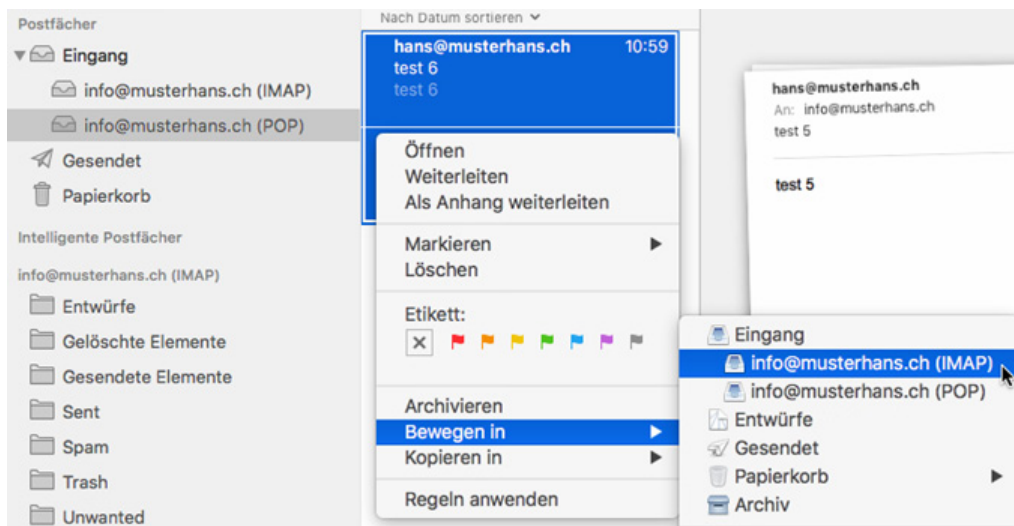 Postfächer
Eingang
info@musterhans.ch (IMAP)
info@musterhans.ch (POP)
Gesendet
Papierkorb
Intelligente Postfächer
info@musterhans.ch (IMAP)
Entwürfe
Gelöschte Elemente
Gesendete Elemente
Sent
Spam
Trash
Unwanted
Nach Datum sortieren
hans@musterhans.ch 10:59
test 6
test 6
Öffnen
Weiterleiten
Als Anhang weiterleiten
Markieren
Löschen
Etikett:
Archivieren
Bewegen in
Kopieren in
Regeln anwenden
hans@musterhans.ch
An: info@musterhans.ch
test 5
test 5
Eingang
info@musterhans.ch (IMAP)
info@musterhans.ch (POP)
Entwürfe
Gesendet
Papierkorb
Archiv